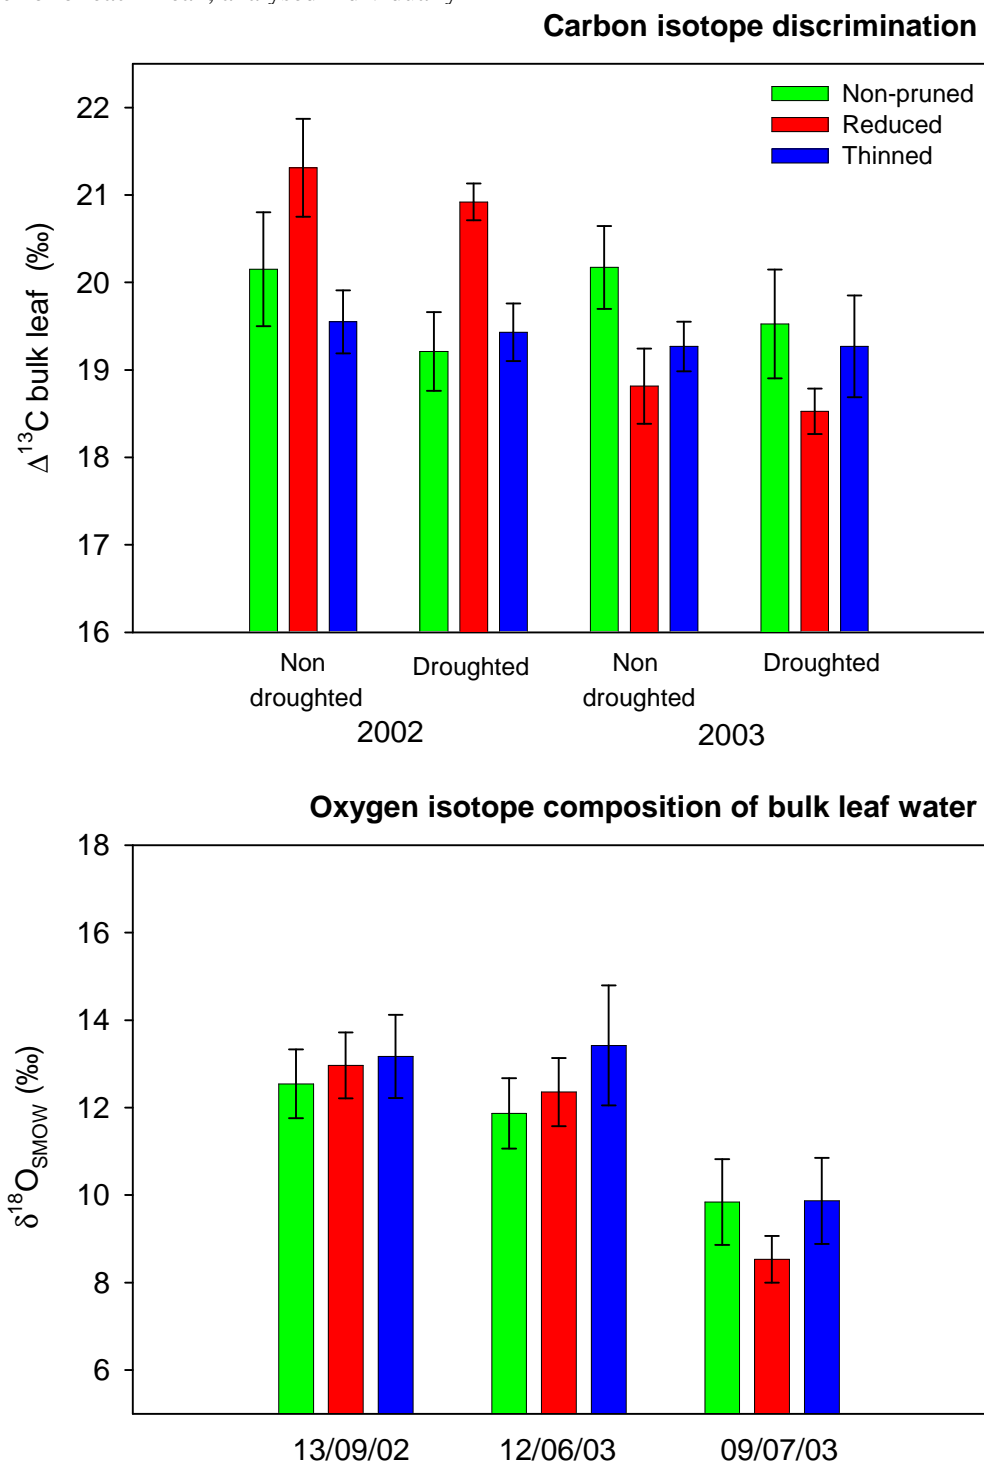 Carbon isotope discrimination
Non-pruned
Reduced
Thinned
22
21
20
19
18
17
16
Δ13C bulk leaf (‰)
Non droughted
Droughted
Non droughted
Droughted
2002
2003
Oxygen isotope composition of bulk leaf water
18
16
14
12
10
8
6
δ18OSMOW (‰)
13/09/02
12/06/03
09/07/03